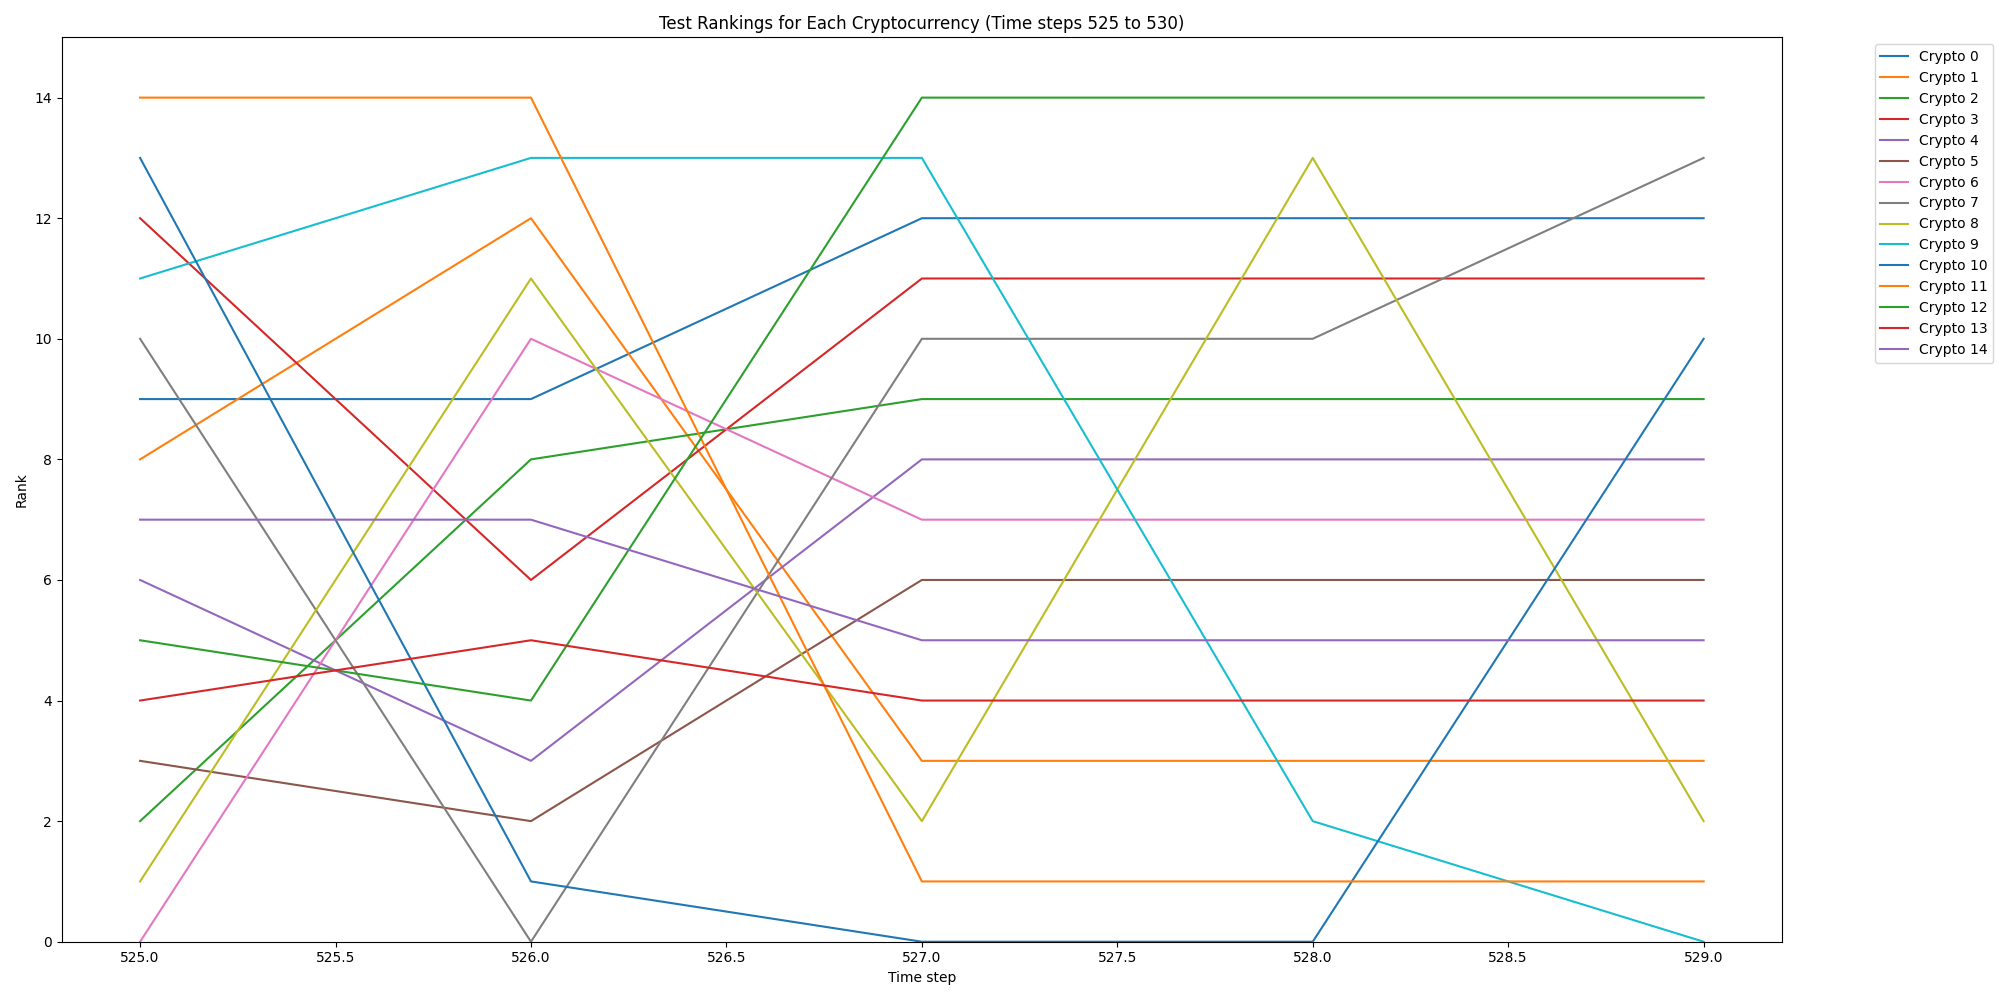 Test Rankings for Each Cryptocurrency (Time steps 525 to 530)
Rank
14
12
10
8
6
4
2
0
525.0
525.5
526.0
526.5
527.0
527.5
528.0
528.5
529.0
Time step
Crypto 0
Crypto 1
Crypto 2
Crypto 3
Crypto 4
Crypto 5
Crypto 6
Crypto 7
Crypto 8
Crypto 9
Crypto 10
Crypto 11
Crypto 12
Crypto 13
Crypto 14